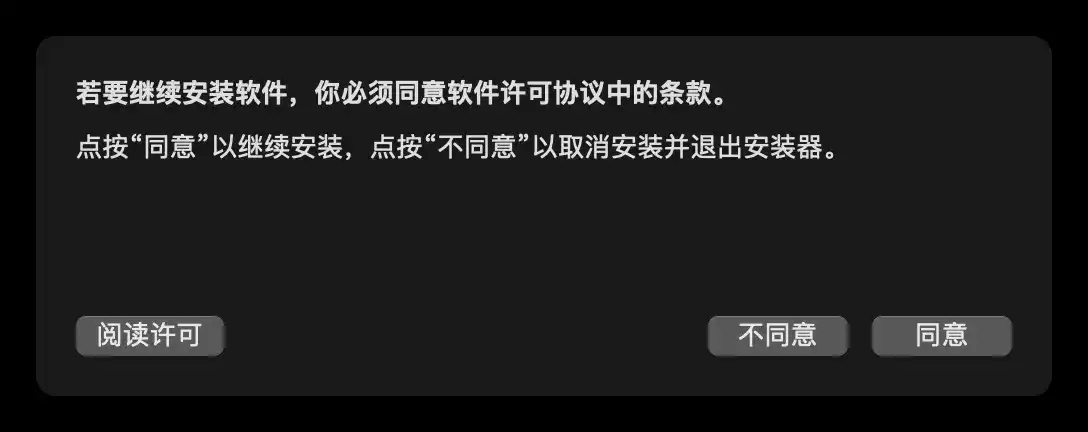 若要继续安装软件，你必须同意软件许可协议中的条款。
点按“同意”以继续安装，点按“不同意”以取消安装并退出安装器。
阅读许可
不同意
同意